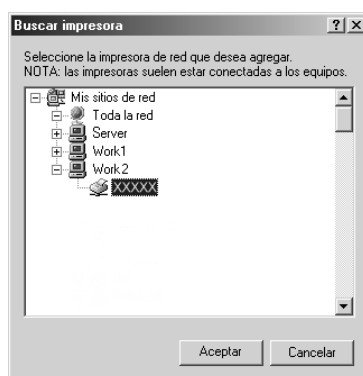 Buscar impresora
Seleccione la impresora de red que desea agregar.
NOTA: las impresoras suelen estar conectadas a los equipos.
Mis sitios de red
Toda la red
Server
Work1
Work2
XXXXX
Aceptar
Cancelar